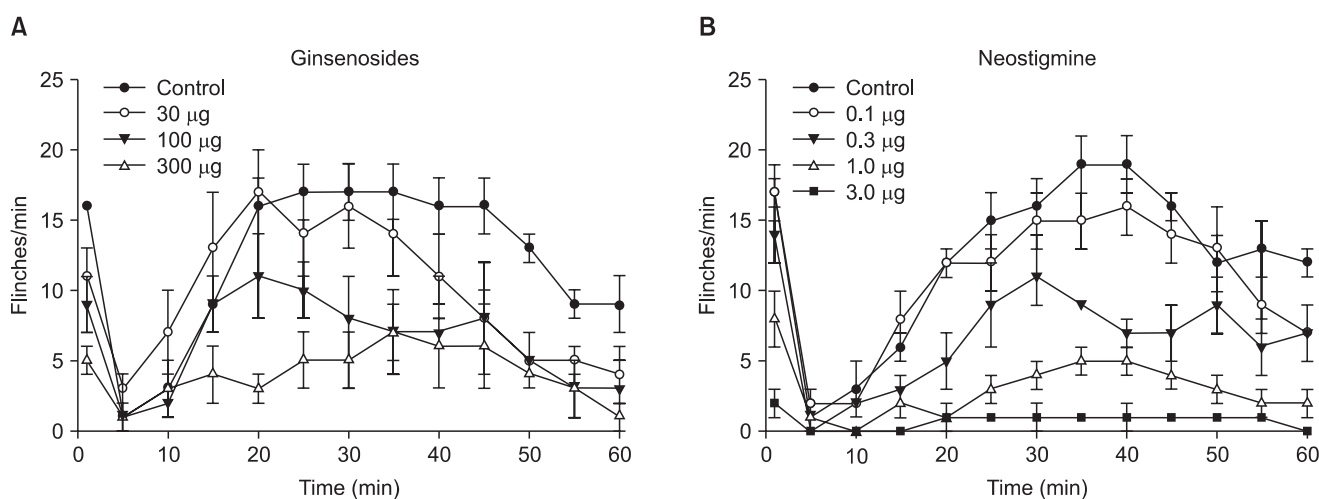 A
Ginsenosides
25
20
15
10
5
0
Flinches/min
Control
30 μg
100 μg
300 μg
0 10 20 30 40 50 60
Time (min)
B
Neostigmine
25
20
15
10
5
0
Flinches/min
Control
0.1 μg
0.3 μg
1.0 μg
3.0 μg
0 10 20 30 40 50 60
Time (min)